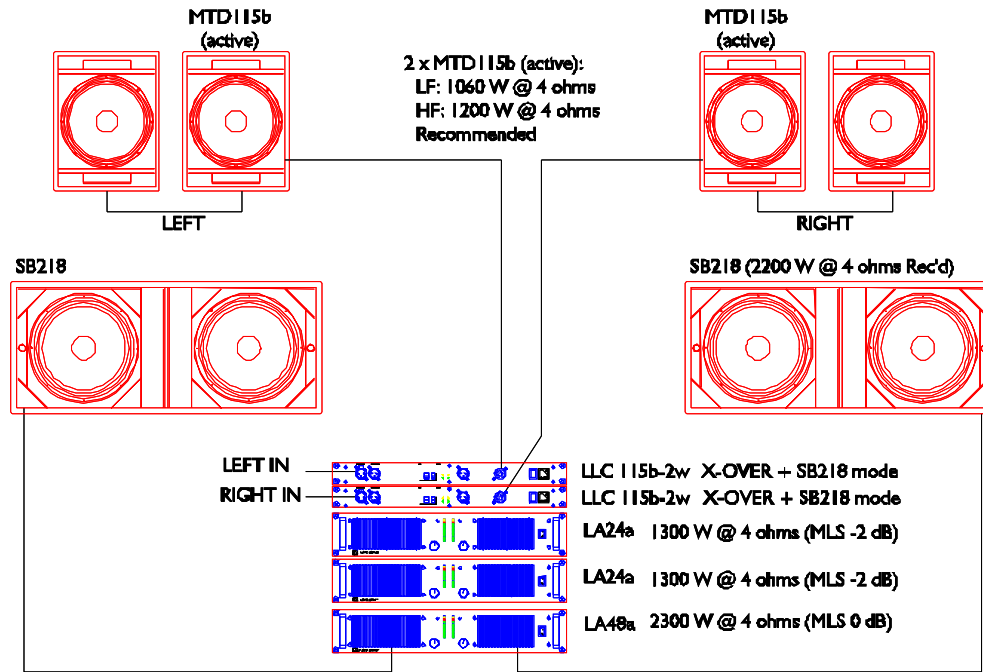 MTD115b
(active)
MTD115b
(active)
2 x MTD115b (active):
LF: 1060 W @ 4 ohms
HF: 1200 W @ 4 ohms
Recommended
LEFT
RIGHT
SB218
SB218 (2200 W @ 4 ohms Rec'd)
LEFT IN
LLC 115b-2w X-OVER + SB218 mode
RIGHT IN
LLC 115b-2w X-OVER + SB218 mode
LA24a 1300 W @ 4 ohms (MLS -2 dB)
LA24a 1300 W @ 4 ohms (MLS -2 dB)
LA48a 2300 W @ 4 ohms (MLS 0 dB)